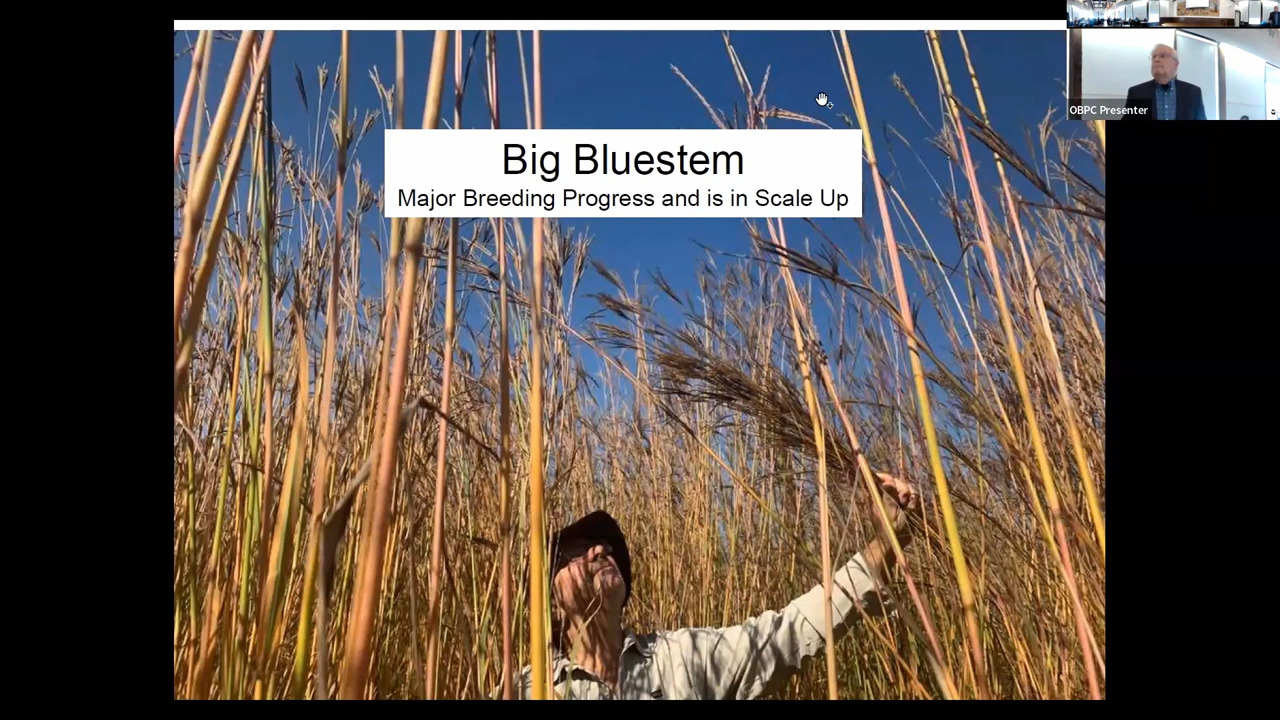 Big Bluestem
Major Breeding Progress and is in Scale Up
OBPC Presenter